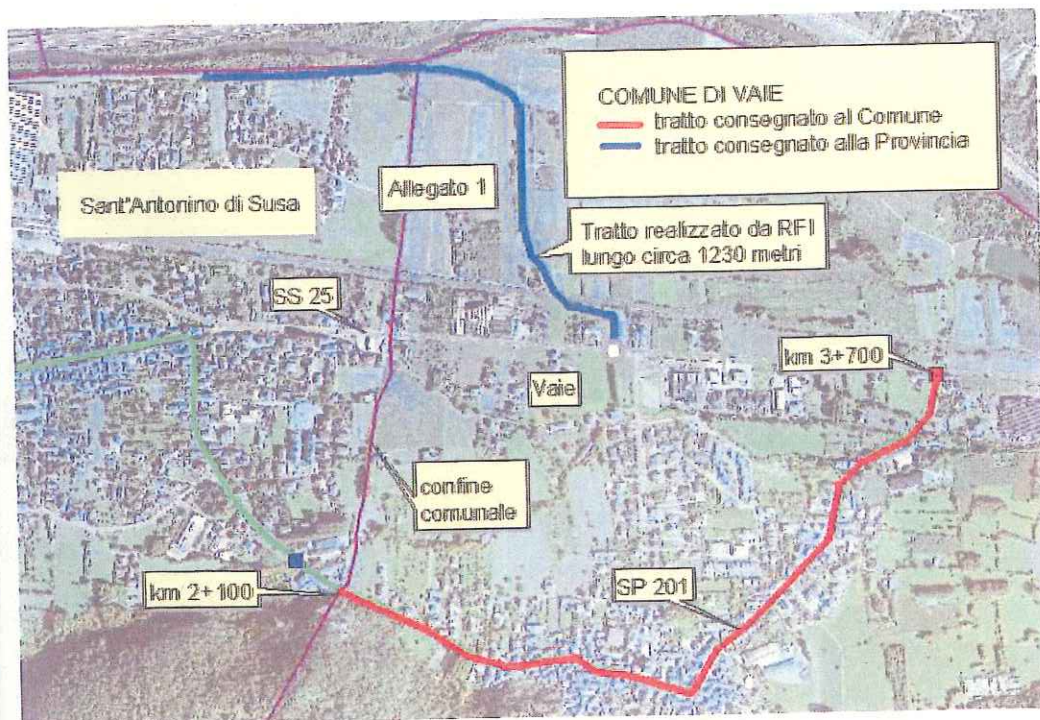 COMUNE DI VAIE
tratto consegnato al Comune
tratto consegnato alla Provincia
Sant'Antonino di Susa
Allegato 1
Tratto realizzato da RFI
lungo circa 1230 metri
SS 25
km 3+700
Vaie
confine
comunale
km 2+100
SP 201